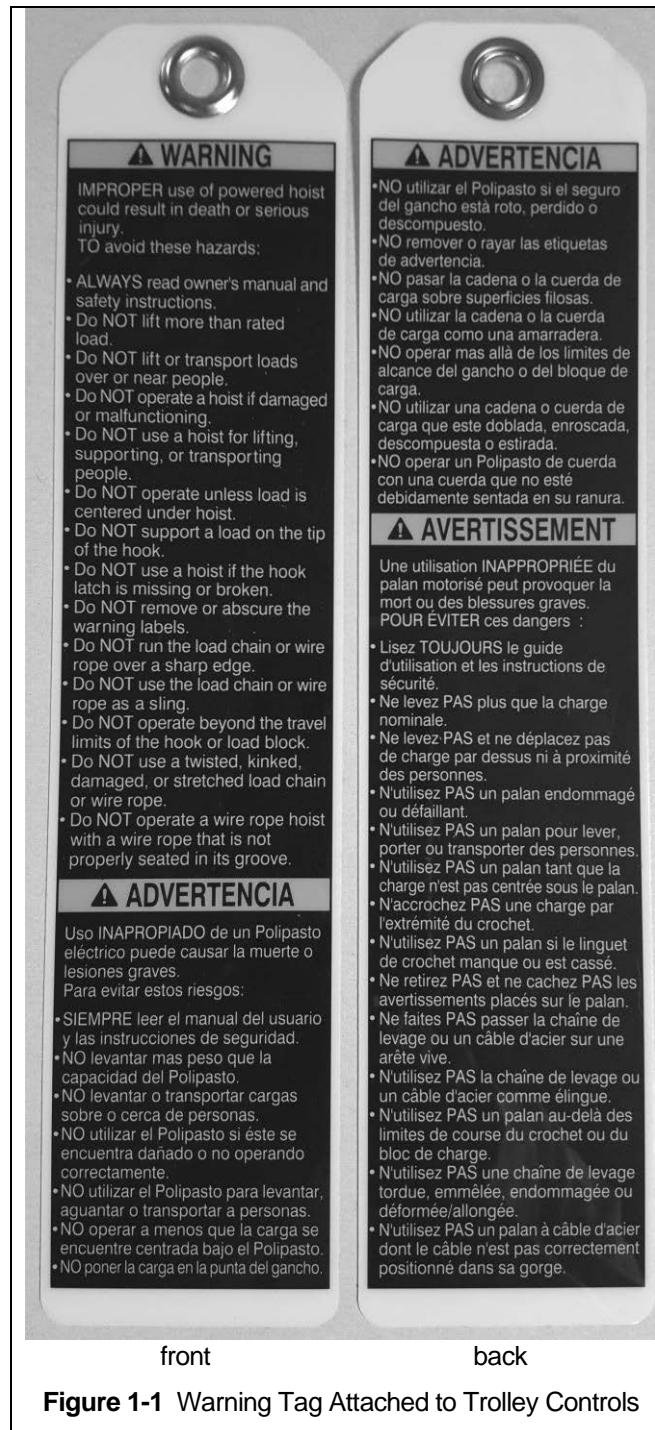 ⚠ WARNING
IMPROPER use of powered hoist
could result in death or serious
injury.
TO avoid these hazards:
• ALWAYS read owner's manual and
safety instructions.
• Do NOT lift more than rated
load.
• Do NOT lift or transport loads
over or near people.
• Do NOT operate a hoist if damaged
or malfunctioning.
• Do NOT use a hoist for lifting,
supporting, or transporting
people.
• Do NOT operate unless load is
centered under hoist.
• Do NOT support a load on the tip
of the hook.
• Do NOT use a hoist if the hook
latch is missing or broken.
• Do NOT remove or abscure the
warning labels.
• Do NOT run the load chain or wire
rope over a sharp edge.
• Do NOT use the load chain or wire
rope as a sling.
• Do NOT operate beyond the travel
limits of the hook or load block.
• Do NOT use a twisted, kinked,
damaged, or stretched load chain
or wire rope.
• Do NOT operate a wire rope hoist
with a wire rope that is not
properly seated in its groove.
⚠ ADVERTENCIA
Uso INAPROPIADO de un Polipasto
eléctrico puede causar la muerte o
lesiones graves.
Para evitar estos riesgos:
•SIEMPRE leer el manual del usuario
y las instrucciones de seguridad.
•NO levantar mas peso que la
capacidad del Polipasto.
•NO levantar o transportar cargas
sobre o cerca de personas.
•NO utilizar el Polipasto si éste se
encuentra dañado o no operando
correctamente.
•NO utilizar el Polipasto para levantar,
aguantar o transportar a personas.
•NO operar a menos que la carga se
encuentre centrada bajo el Polipasto.
•NO poner la carga en la punta del gancho.
⚠ ADVERTENCIA
•NO utilizar el Polipasto si el seguro
del gancho està roto, perdido o
descompuesto.
•NO remover o rayar las etiquetas
de advertencia.
•NO pasar la cadena o la cuerda de
carga sobre superficies filosas.
•NO utilizar la cadena o la cuerda
de carga como una amarradera.
•NO operar mas allà de los limites de
alcance del gancho o del bloque de
carga.
•NO utilizar una cadena o cuerda de
carga que este doblada, enroscada,
descompuesta o estirada.
•NO operar un Polipasto de cuerda
con una cuerda que no esté
debidamente sentada en su ranura.
⚠ AVERTISSEMENT
Une utilisation INAPPROPRIÉE du
palan motorisé peut provoquer la
mort ou des blessures graves.
POUR ÉVITER ces dangers :
• Lisez TOUJOURS le guide
d'utilisation et les instructions de
sécurité.
• Ne levez PAS plus que la charge
nominale.
• Ne levez PAS et ne déplacez pas
de charge par dessus ni à proximité
des personnes.
• N'utilisez PAS un palan endommagé
ou défaillant.
• N'utilisez PAS un palan pour lever,
porter ou transporter des personnes.
• N'utilisez PAS un palan tant que la
charge n'est pas centrée sous le palan.
• N'accrochez PAS une charge par
l'extrémité du crochet.
• N'utilisez PAS un palan si le linguet
de crochet manque ou est cassé.
• Ne retirez PAS et ne cachez PAS les
avertissements placés sur le palan.
• Ne faites PAS passer la chaîne de
levage ou un câble d'acier sur une
arête vive.
• N'utilisez PAS la chaîne de levage ou
un câble d'acier comme élingue.
• N'utilisez PAS un palan au-delà des
limites de course du crochet ou du
bloc de charge.
• N'utilisez PAS une chaîne de levage
tordue, emmêlée, endommagée ou
déformée/allongée.
• N'utilisez PAS un palan à câble d'acier
dont le câble n'est pas correctement
positionné dans sa gorge.
front
back
Figure 1-1 Warning Tag Attached to Trolley Controls